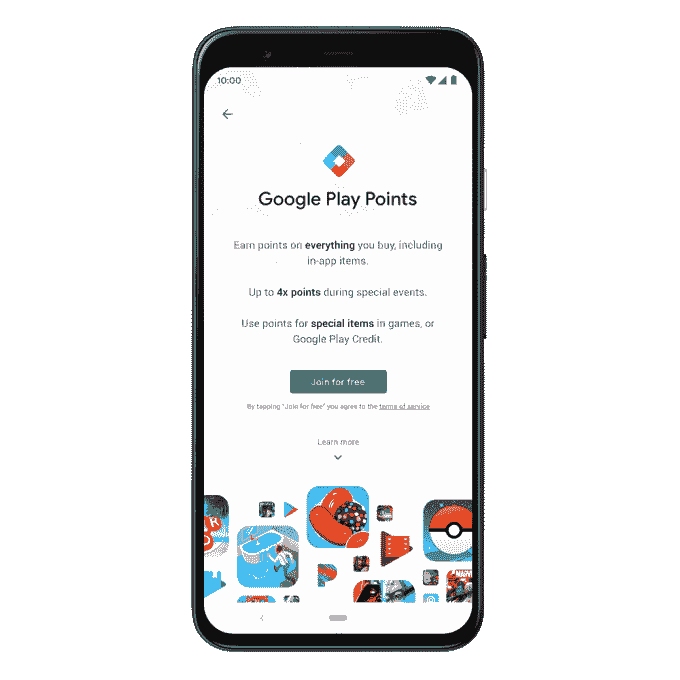 10:00
Google Play Points
Earn points on everything you buy, including
in-app items.
Up to 4x points during special events.
Use points for special items in games, or
Google Play Credit.
Join for free
By tapping "Join for free" you agree to the terms of service
Learn more